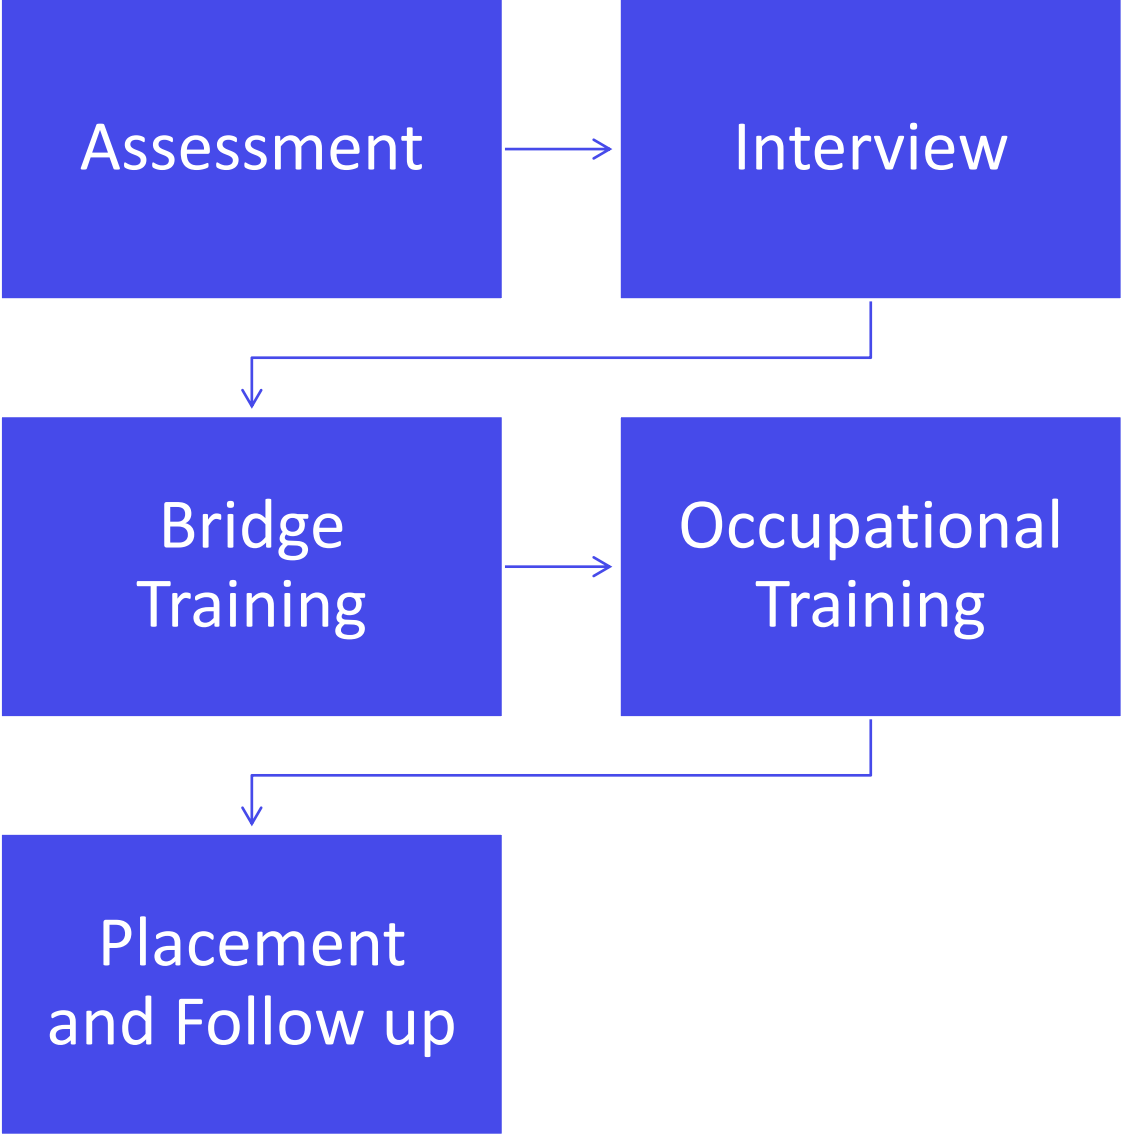 Assessment
Interview
Bridge
Training
Occupational
Training
Placement
and Follow up